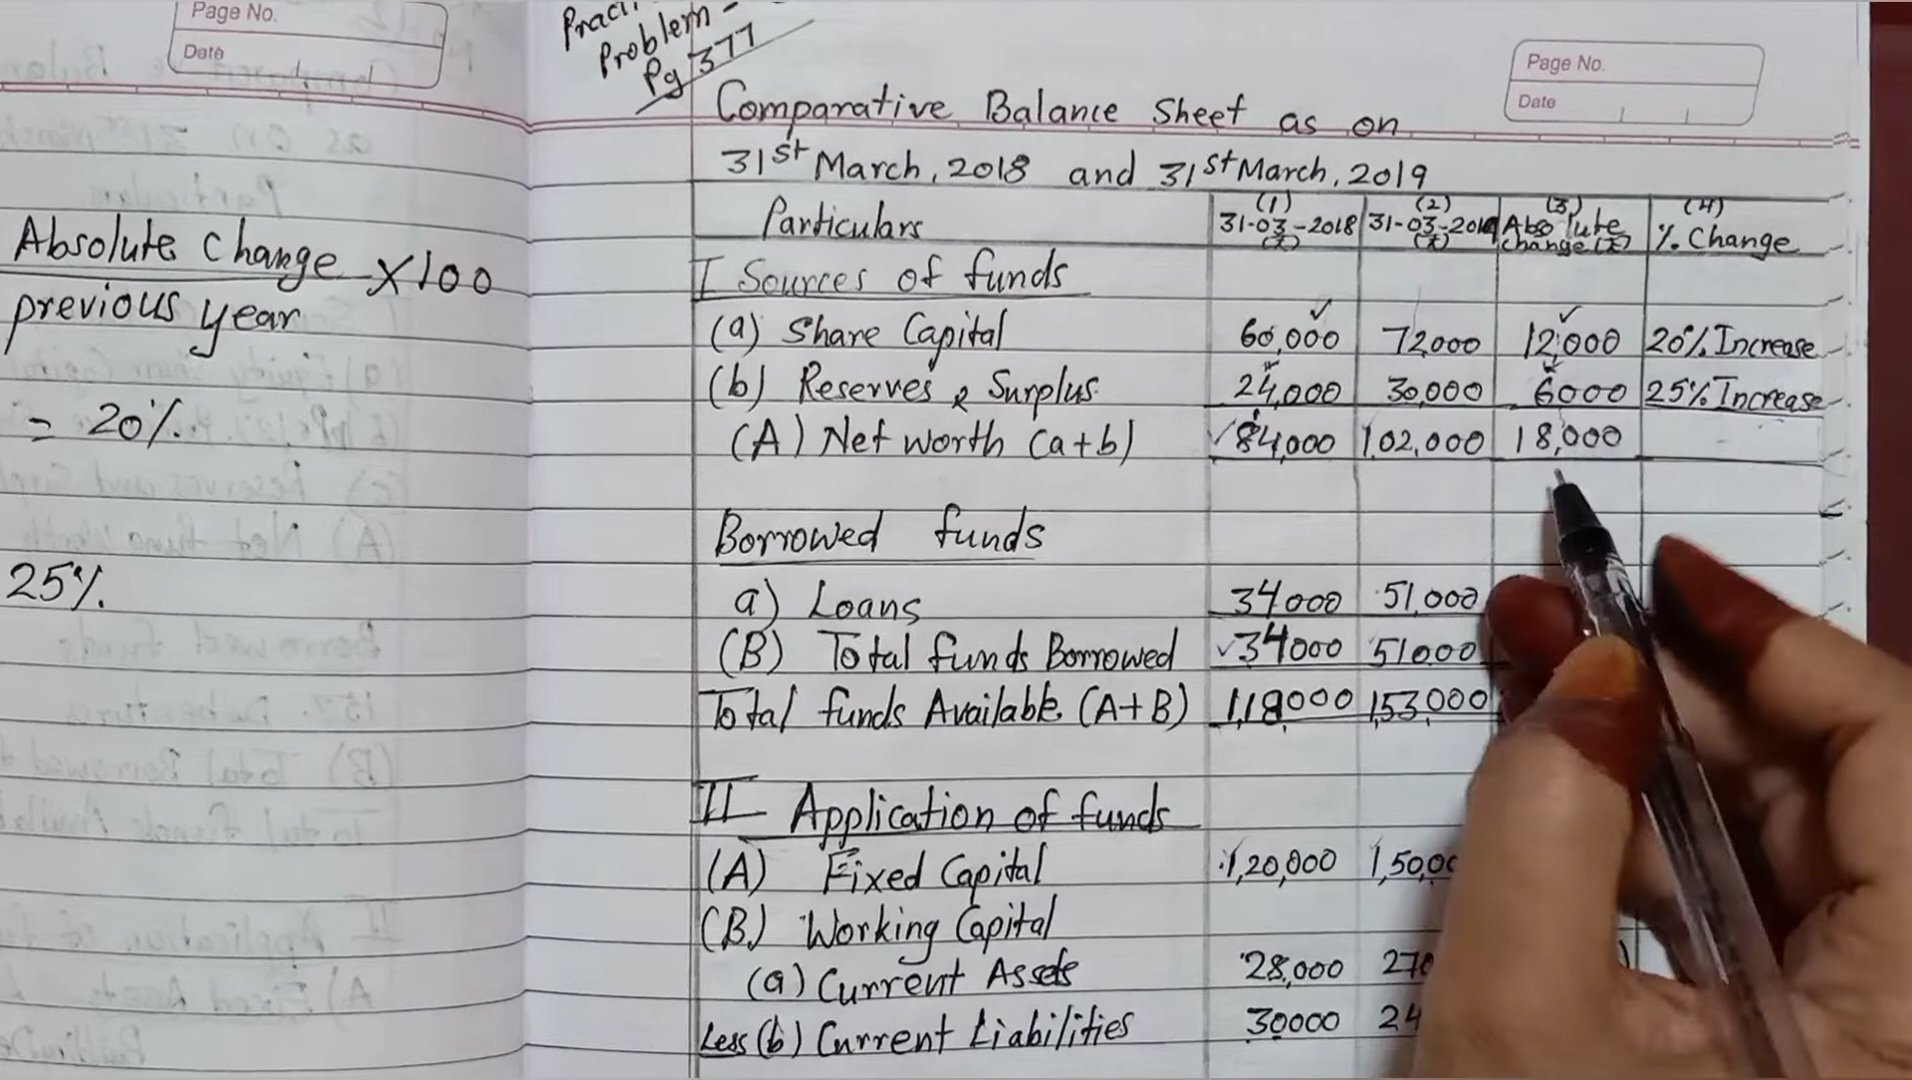 Page No.
Date
Absolute Change ×100
previous year
= 20%.
25%.
Problem -
Pg 377
Page No.
Date
Comparative Balance Sheet as on
31st March, 2018 and 31st March, 2019
Particulars (1) 31-03-2018 (₹) (2) 31-03-2019 (₹) (3) Absolute Change (₹) (4) % Change
I Sources of funds
(a) Share Capital 60,000 72,000 12,000 20% Increase
(b) Reserves & Surplus 24,000 30,000 6000 25% Increase
(A) Net worth (a+b) 84,000 1,02,000 18,000
Borrowed funds
a) Loans 34000 51,000
(B) Total funds Borrowed 34000 51000
Total funds Available (A+B) 1,18,000 1,53,000
II Application of funds
(A) Fixed Capital 1,20,000
(B) Working Capital
(a) Current Assets 28,000
Less (b) Current Liabilities 30000